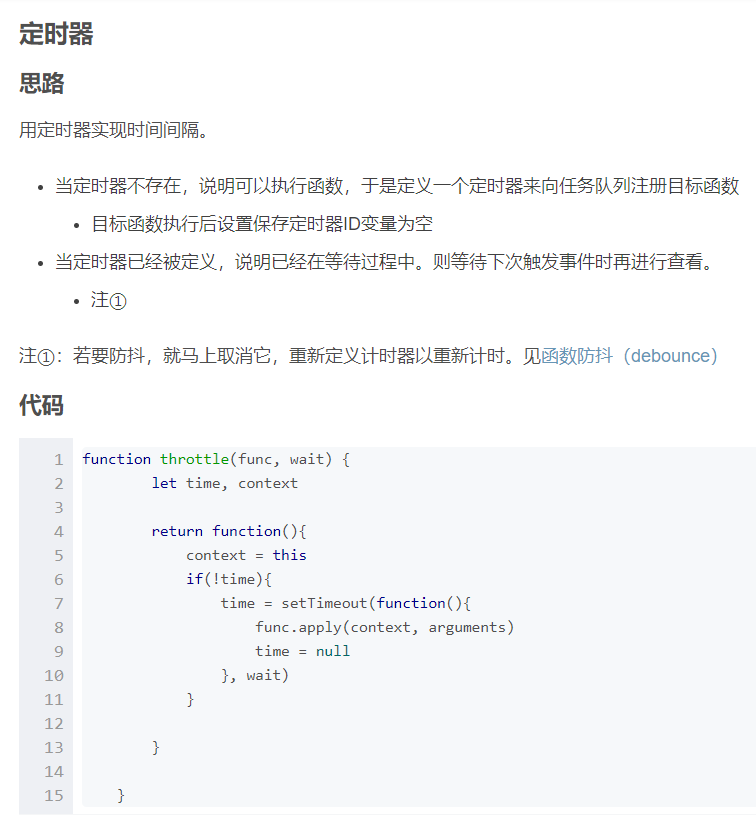 定时器
思路
用定时器实现时间间隔。
当定时器不存在，说明可以执行函数，于是定义一个定时器来向任务队列注册目标函数
目标函数执行后设置保存定时器ID变量为空
当定时器已经被定义，说明已经在等待过程中。则等待下次触发事件时再进行查看。
注①
注①：若要防抖，就马上取消它，重新定义计时器以重新计时。见函数防抖（debounce）
代码
1 function throttle(func, wait) {
2 let time, context
3
4 return function(){
5 context = this
6 if(!time){
7 time = setTimeout(function(){
8 func.apply(context, arguments)
9 time = null
10 }, wait)
11 }
12
13 }
14
15 }